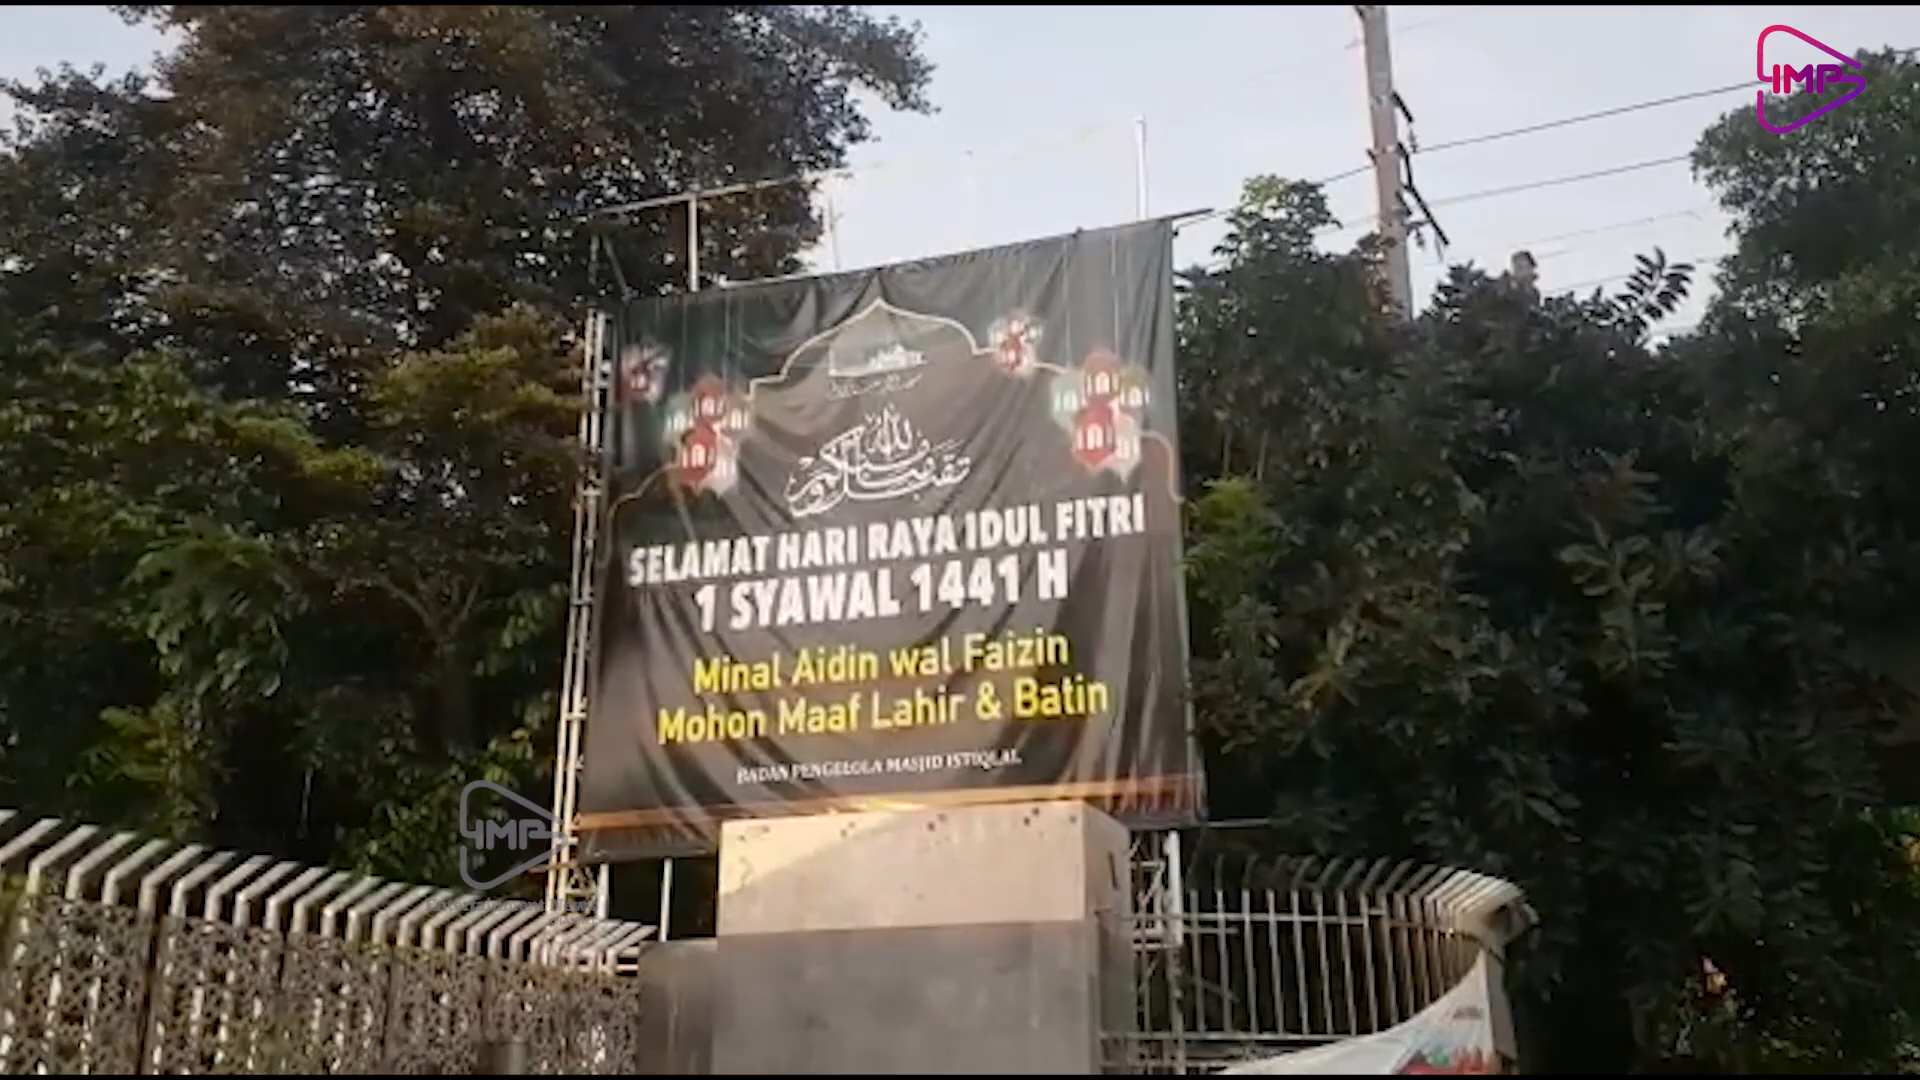 IMP
تقبل الله منا ومنكم
SELAMAT HARI RAYA IDUL FITRI
1 SYAWAL 1441 H
Minal Aidin wal Faizin
Mohon Maaf Lahir & Batin
BADAN PENGELOLA MASJID ISTIQLAL
IMP